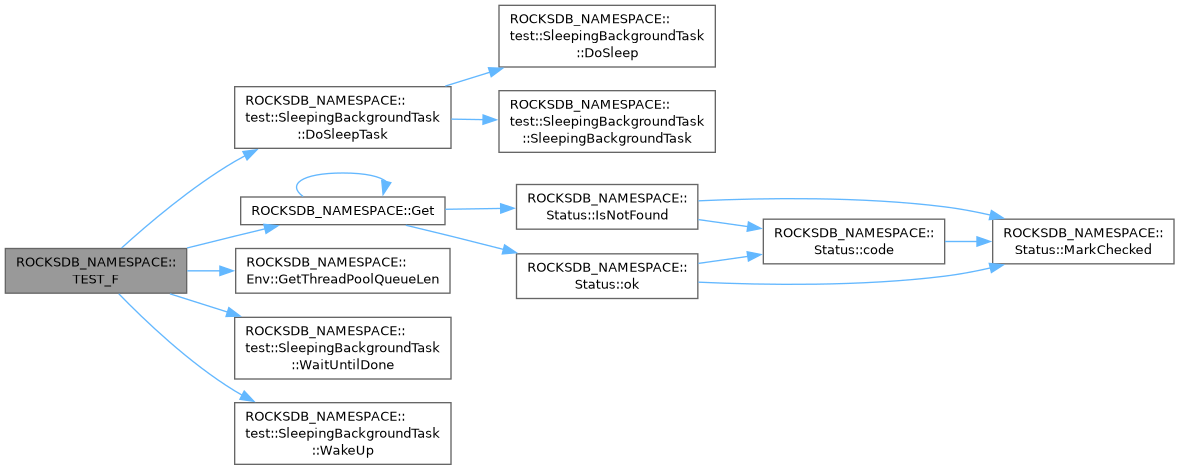 ROCKSDB_NAMESPACE::
TEST_F
ROCKSDB_NAMESPACE::
test::SleepingBackgroundTask
::DoSleepTask
ROCKSDB_NAMESPACE::
test::SleepingBackgroundTask
::DoSleep
ROCKSDB_NAMESPACE::
test::SleepingBackgroundTask
::SleepingBackgroundTask
ROCKSDB_NAMESPACE::Get
ROCKSDB_NAMESPACE::
Status::IsNotFound
ROCKSDB_NAMESPACE::
Status::code
ROCKSDB_NAMESPACE::
Status::MarkChecked
ROCKSDB_NAMESPACE::
Status::ok
ROCKSDB_NAMESPACE::
Env::GetThreadPoolQueueLen
ROCKSDB_NAMESPACE::
test::SleepingBackgroundTask
::WaitUntilDone
ROCKSDB_NAMESPACE::
test::SleepingBackgroundTask
::WakeUp